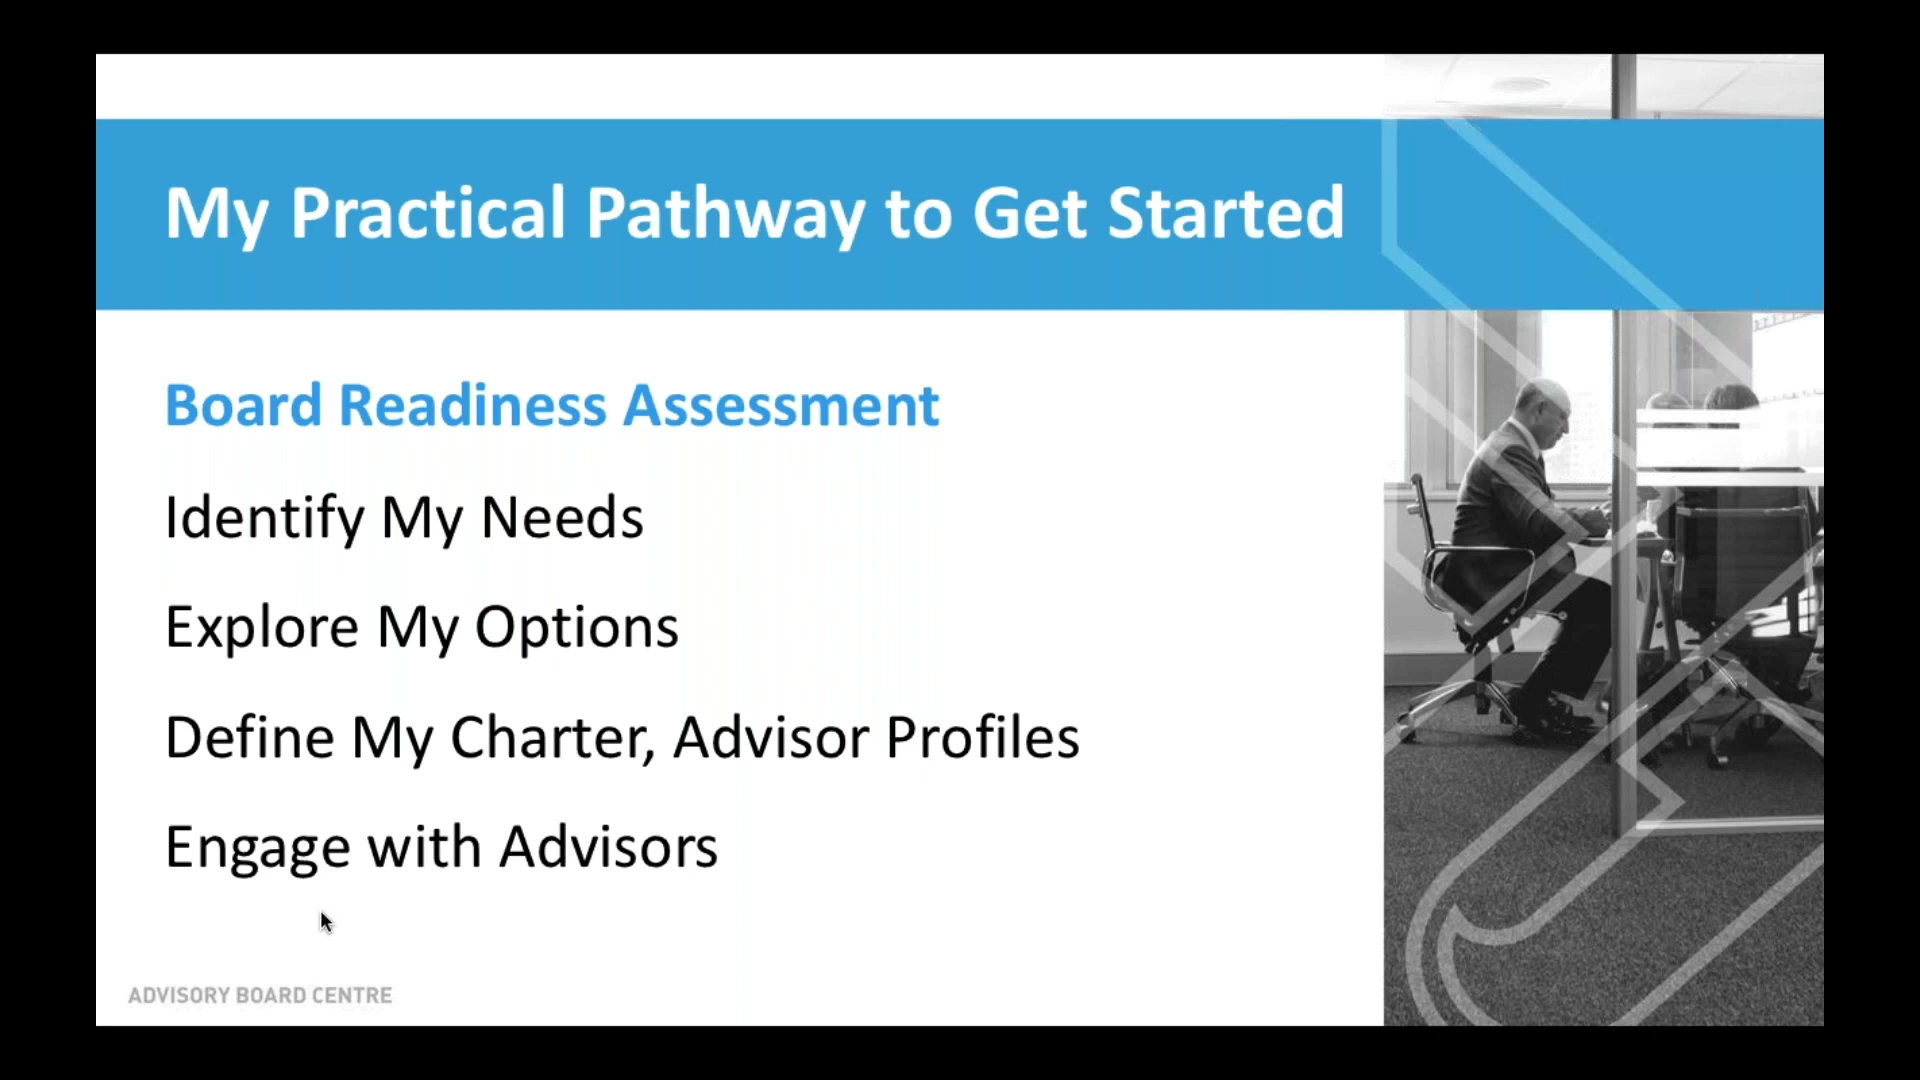 My Practical Pathway to Get Started
Board Readiness Assessment
Identify My Needs
Explore My Options
Define My Charter, Advisor Profiles
Engage with Advisors
ADVISORY BOARD CENTRE